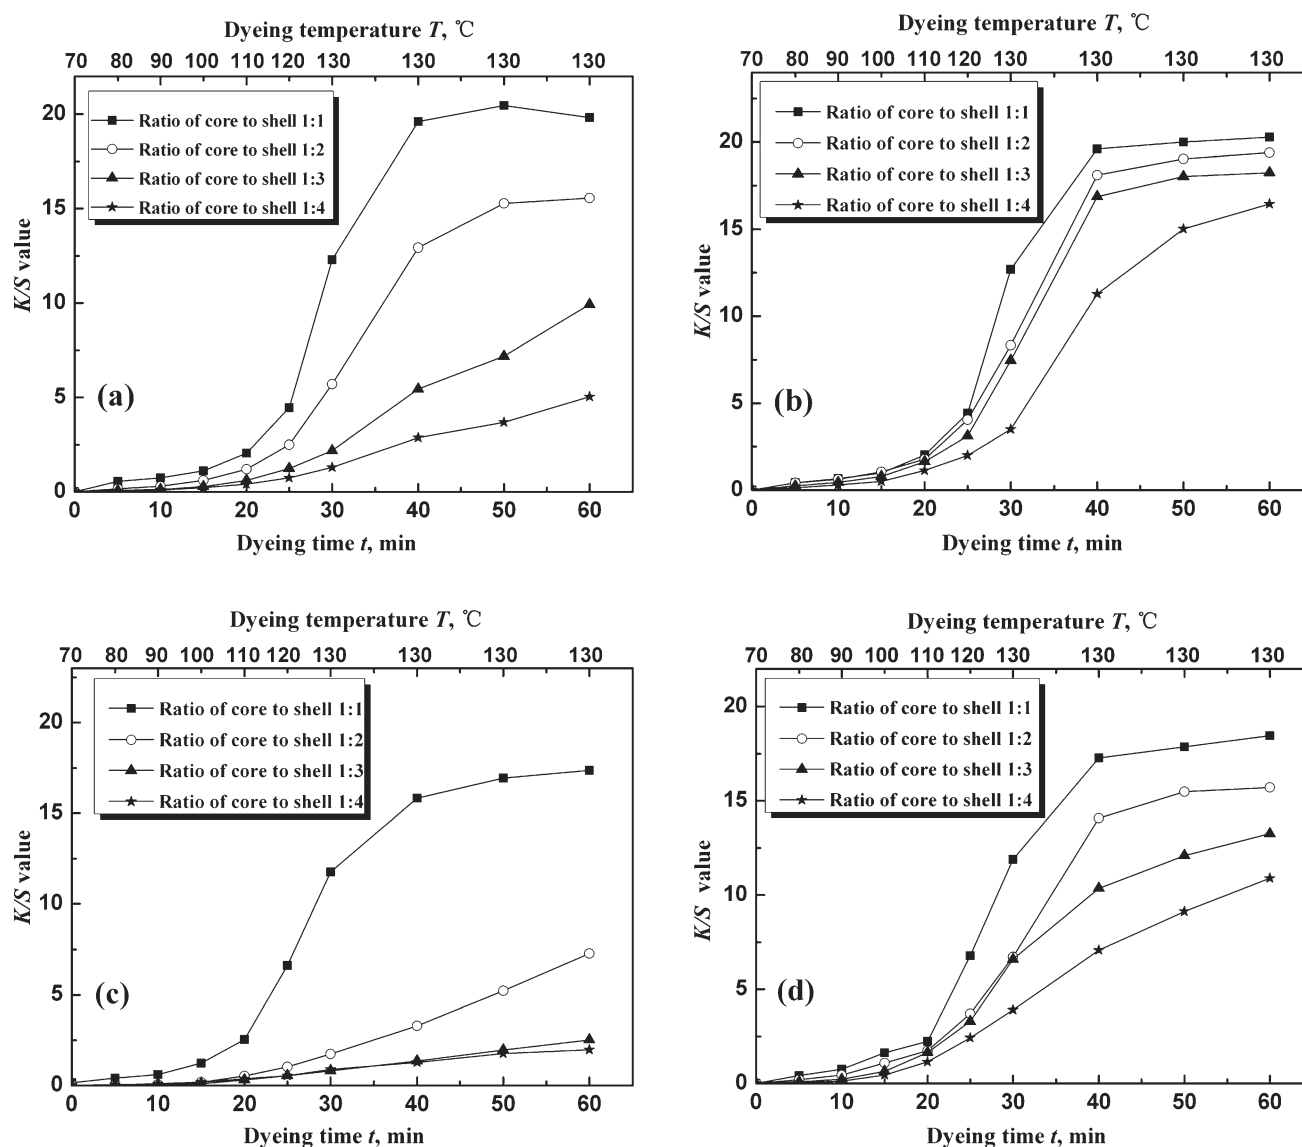 Dyeing temperature T, ℃
70 80 90 100 110 120 130 130 130 130
Ratio of core to shell 1:1
Ratio of core to shell 1:2
Ratio of core to shell 1:3
Ratio of core to shell 1:4
20
15
10
5
0
K/S value
(a)
0 10 20 30 40 50 60
Dyeing time t, min
Dyeing temperature T, ℃
70 80 90 100 110 120 130 130 130 130
Ratio of core to shell 1:1
Ratio of core to shell 1:2
Ratio of core to shell 1:3
Ratio of core to shell 1:4
20
15
10
5
0
K/S value
(b)
0 10 20 30 40 50 60
Dyeing time t, min
Dyeing temperature T, ℃
70 80 90 100 110 120 130 130 130 130
Ratio of core to shell 1:1
Ratio of core to shell 1:2
Ratio of core to shell 1:3
Ratio of core to shell 1:4
20
15
10
5
0
K/S value
(c)
0 10 20 30 40 50 60
Dyeing time t, min
Dyeing temperature T, ℃
70 80 90 100 110 120 130 130 130 130
Ratio of core to shell 1:1
Ratio of core to shell 1:2
Ratio of core to shell 1:3
Ratio of core to shell 1:4
20
15
10
5
0
K/S value
(d)
0 10 20 30 40 50 60
Dyeing time t, min